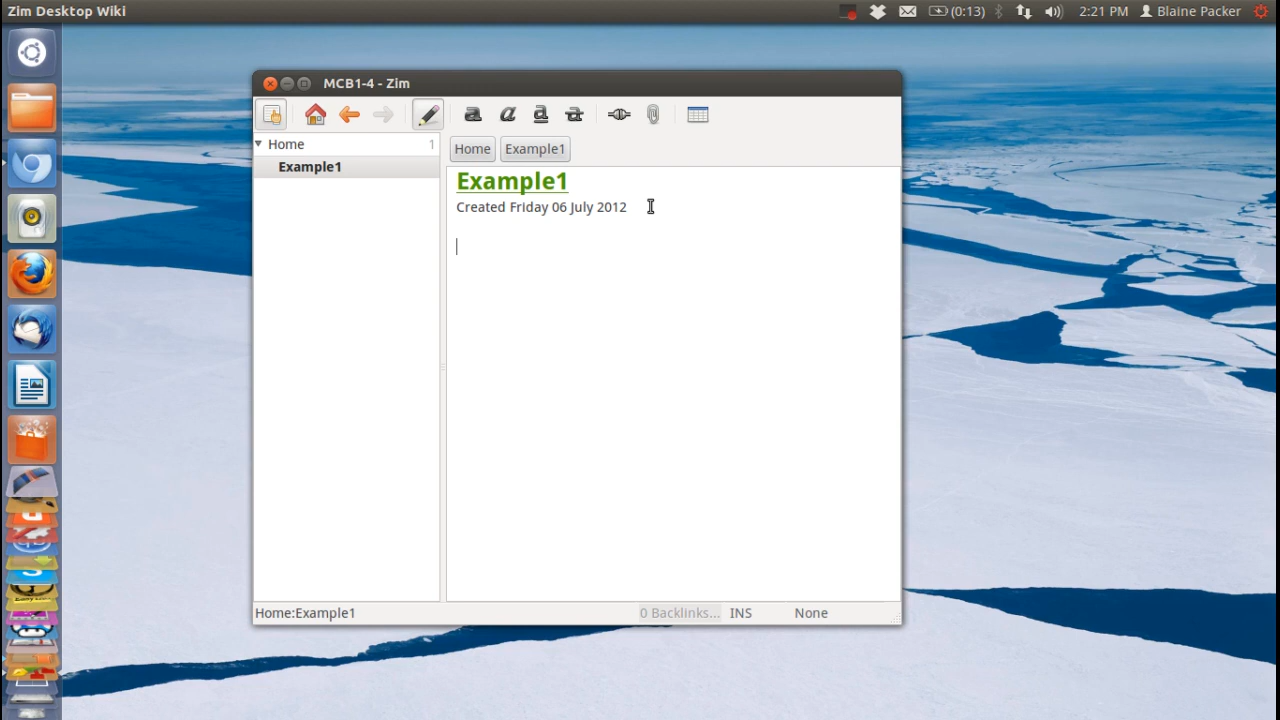 Zim Desktop Wiki
(0:13)
2:21 PM
Blaine Packer
MCB1-4 - Zim
a a a a
Home 1
Example1
Home
Example1
Example1
Created Friday 06 July 2012
Home:Example1
0 Backlinks...
INS
None